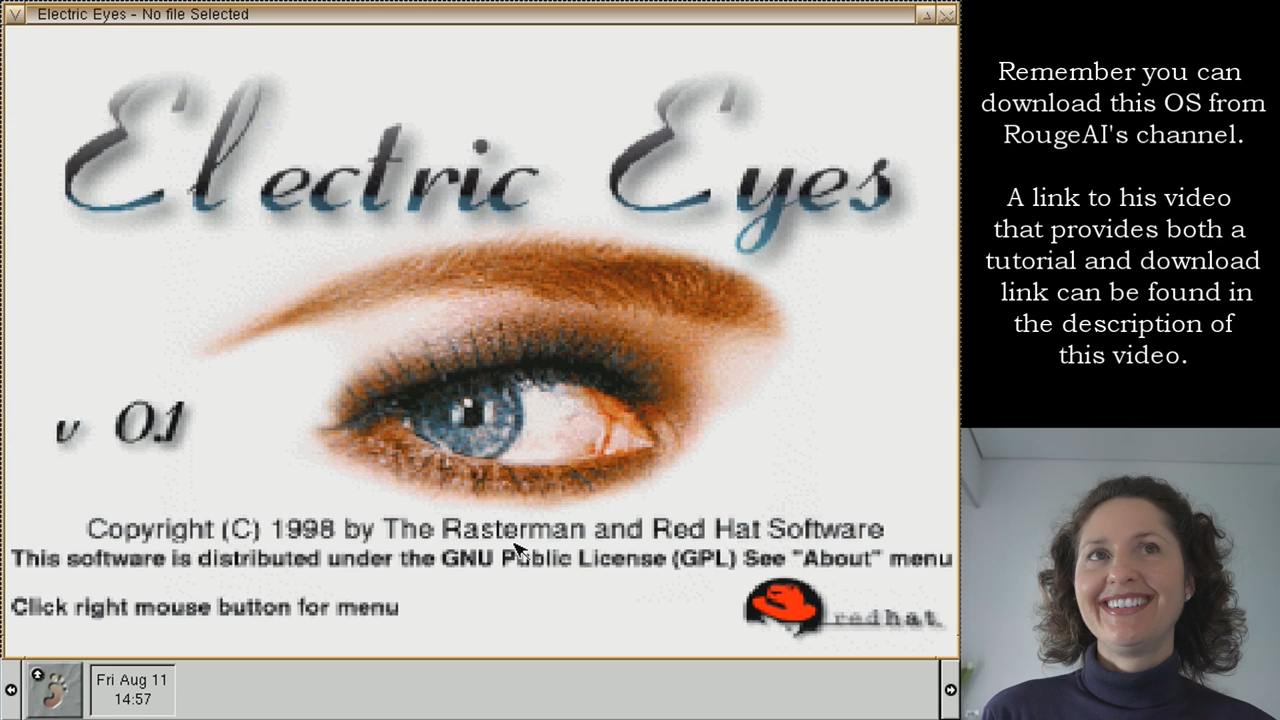 Electric Eyes - No file Selected
Electric Eyes
v 0.1
Copyright (C) 1998 by The Rasterman and Red Hat Software
This software is distributed under the GNU Public License (GPL) See "About" menu
Click right mouse button for menu
redhat.
Fri Aug 11
14:57
Remember you can
download this OS from
RougeAI's channel.
A link to his video
that provides both a
tutorial and download
link can be found in
the description of
this video.